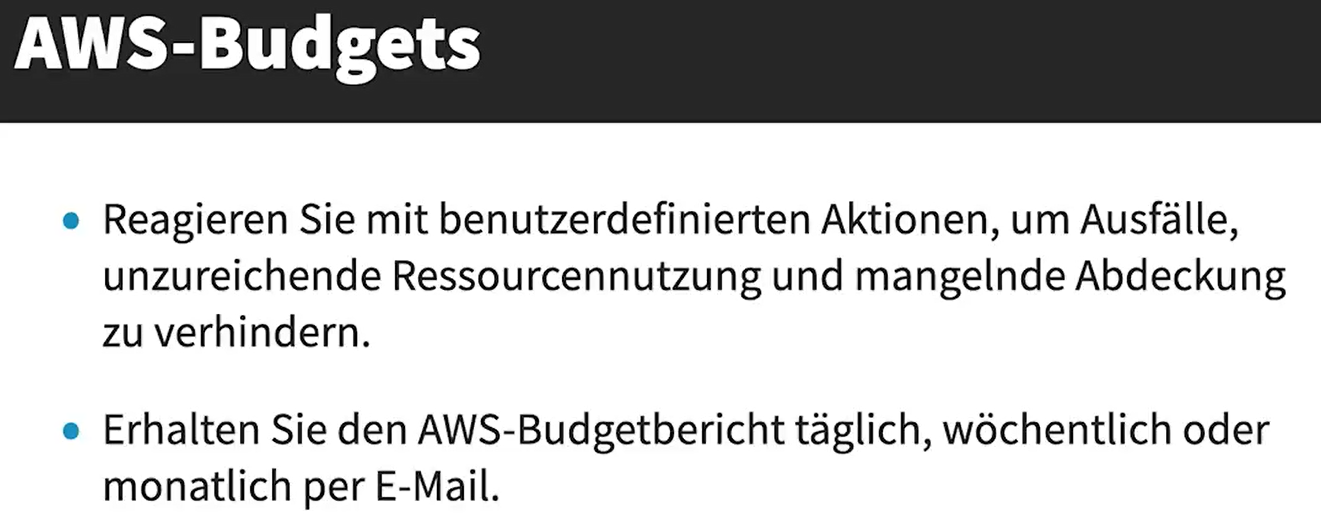 AWS-Budgets
Reagieren Sie mit benutzerdefinierten Aktionen, um Ausfälle,
unzureichende Ressourcennutzung und mangelnde Abdeckung
zu verhindern.
Erhalten Sie den AWS-Budgetbericht täglich, wöchentlich oder
monatlich per E-Mail.